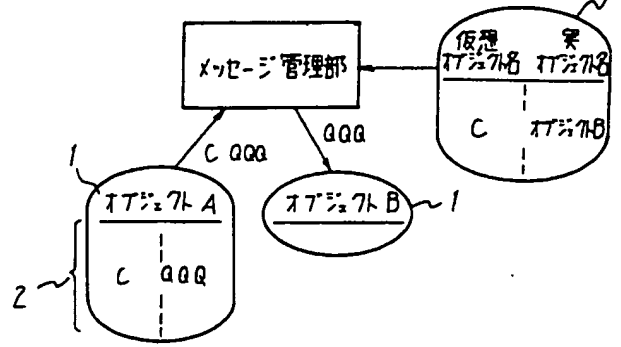 仮想 実
オブジェクト名 オブジェクト名
C オブジェクトB
メッセージ管理部
C QQQ
QQQ
1
オブジェクト A
C QQQ
2
オブジェクト B
1